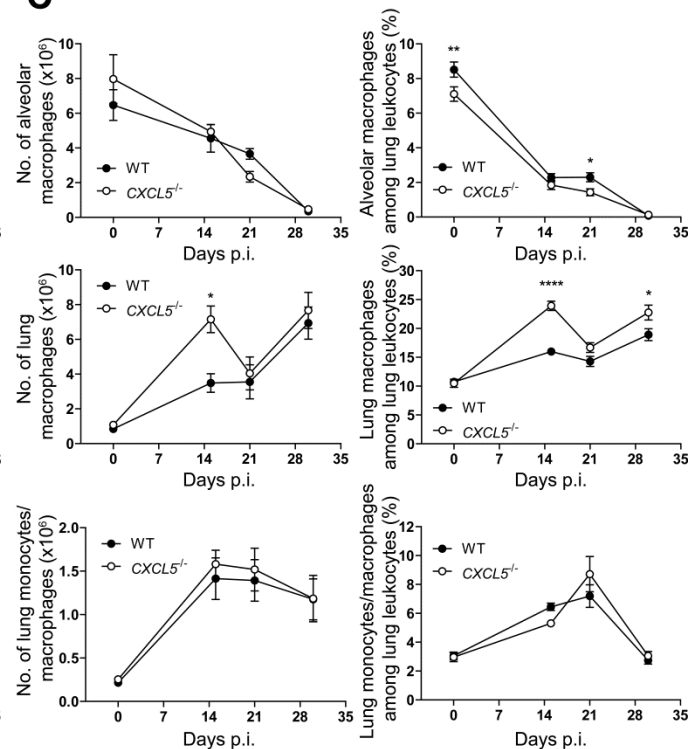 No. of alveolar
macrophages (x10⁶)
10
8
6
4
2
0
WT
CXCL5⁻/⁻
0 7 14 21 28 35
Days p.i.
Alveolar macrophages
among lung leukocytes (%)
10
8
6
4
2
0
**
*
WT
CXCL5⁻/⁻
0 7 14 21 28 35
Days p.i.
No. of lung
macrophages (x10⁶)
10
8
6
4
2
0
*
WT
CXCL5⁻/⁻
0 7 14 21 28 35
Days p.i.
Lung macrophages
among lung leukocytes (%)
30
25
20
15
10
5
0
****
*
WT
CXCL5⁻/⁻
0 7 14 21 28 35
Days p.i.
No. of lung monocytes/
macrophages (x10⁶)
2.0
1.5
1.0
0.5
0.0
WT
CXCL5⁻/⁻
0 7 14 21 28 35
Days p.i.
Lung monocytes/macrophages
among lung leukocytes (%)
12
10
8
6
4
2
0
WT
CXCL5⁻/⁻
0 7 14 21 28 35
Days p.i.